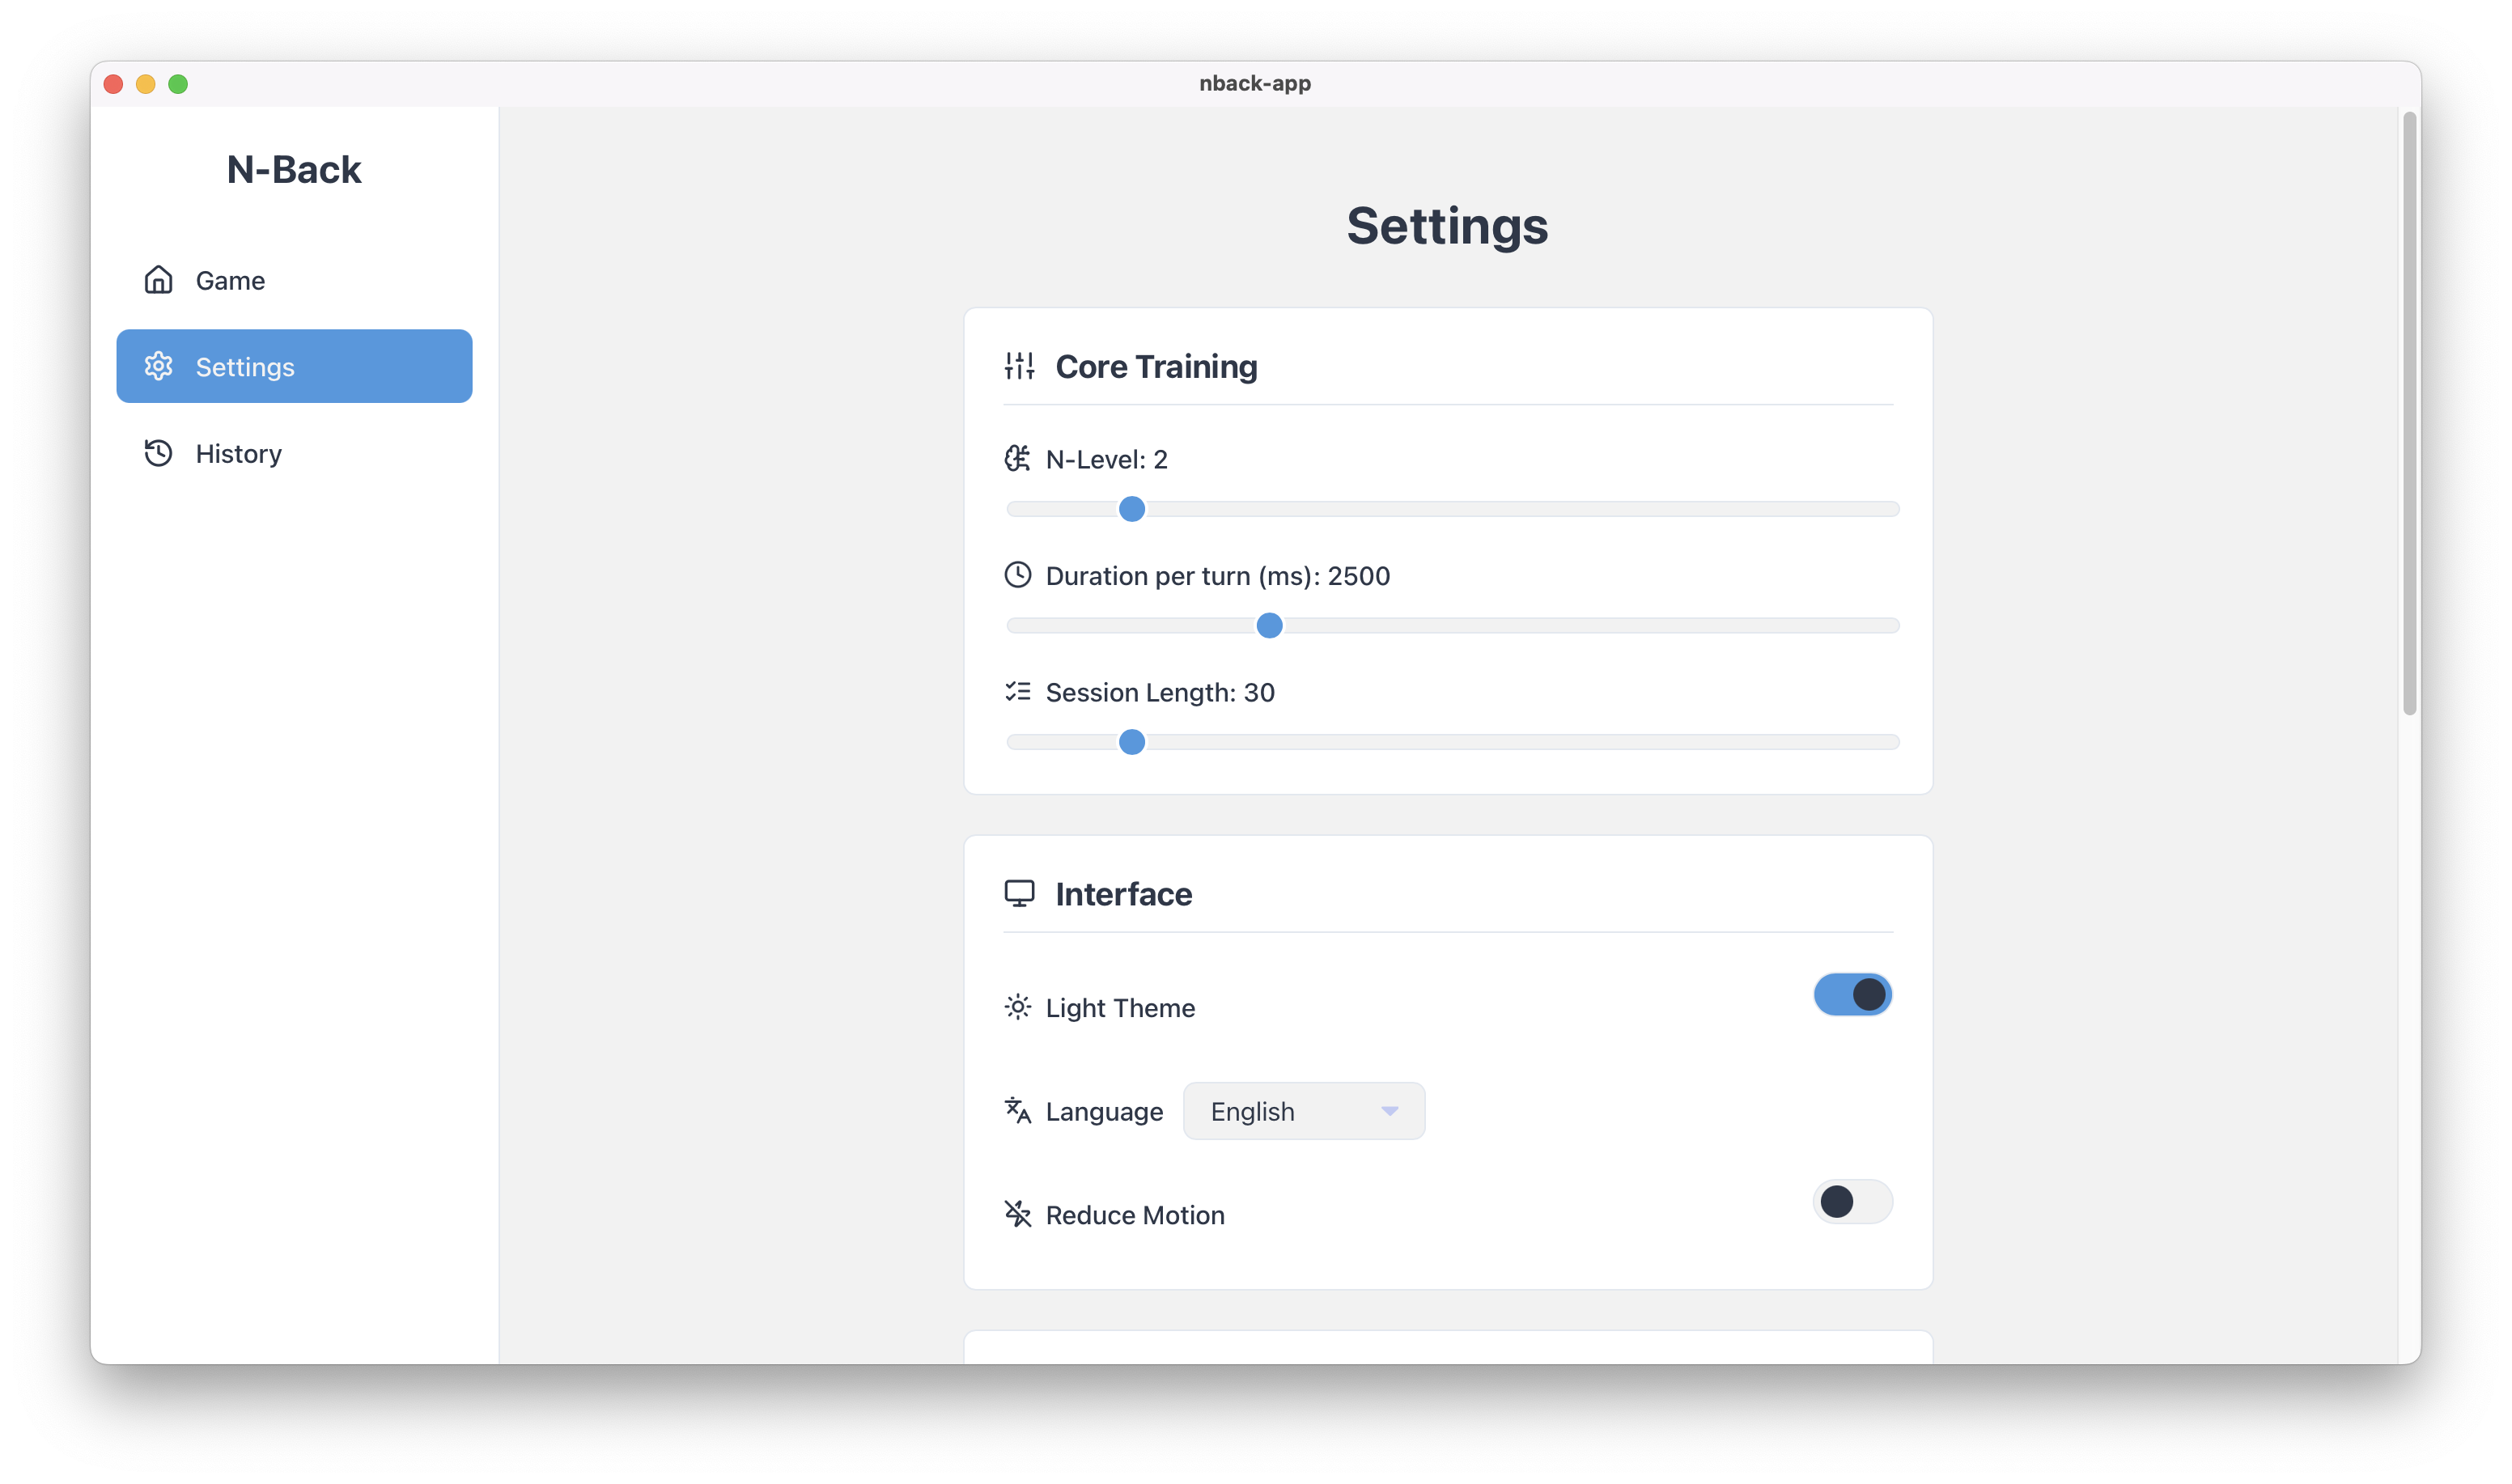 nback-app
N-Back
Game
Settings
History
Settings
Core Training
N-Level: 2
Duration per turn (ms): 2500
Session Length: 30
Interface
Light Theme
Language English
Reduce Motion